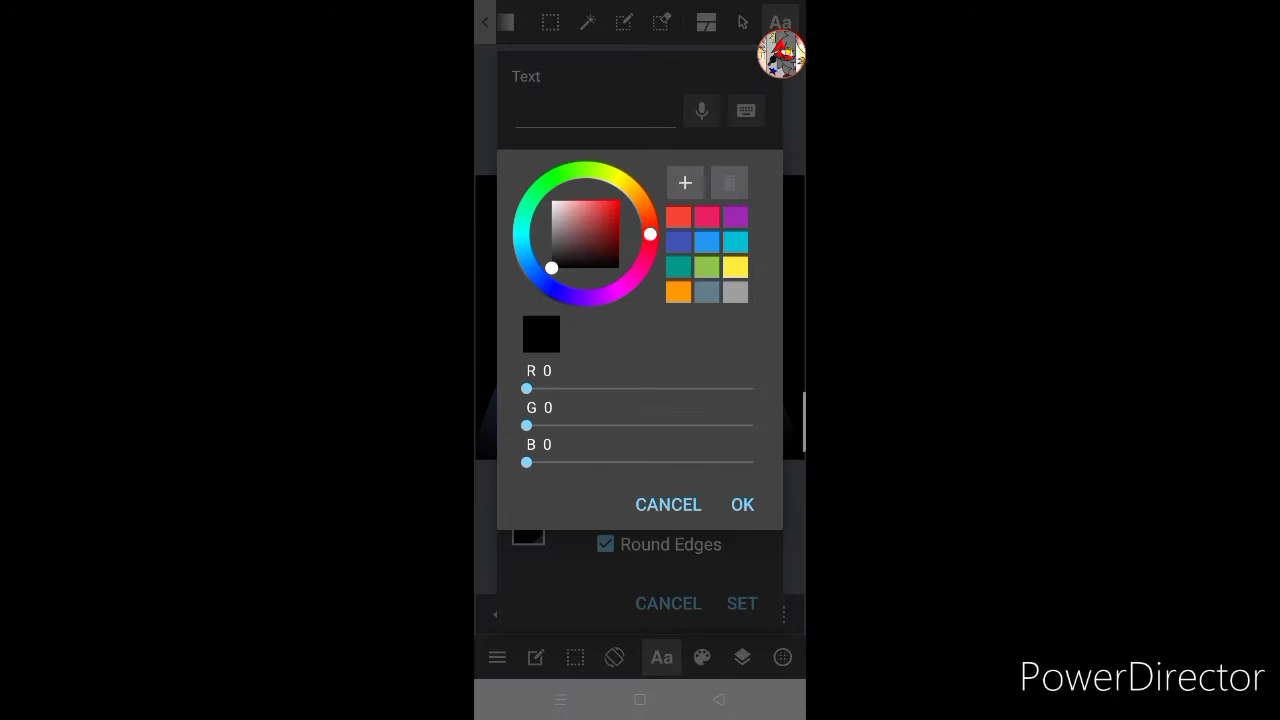 Aa
Text
R 0
G 0
B 0
CANCEL OK
Round Edges
CANCEL SET
Aa
PowerDirector